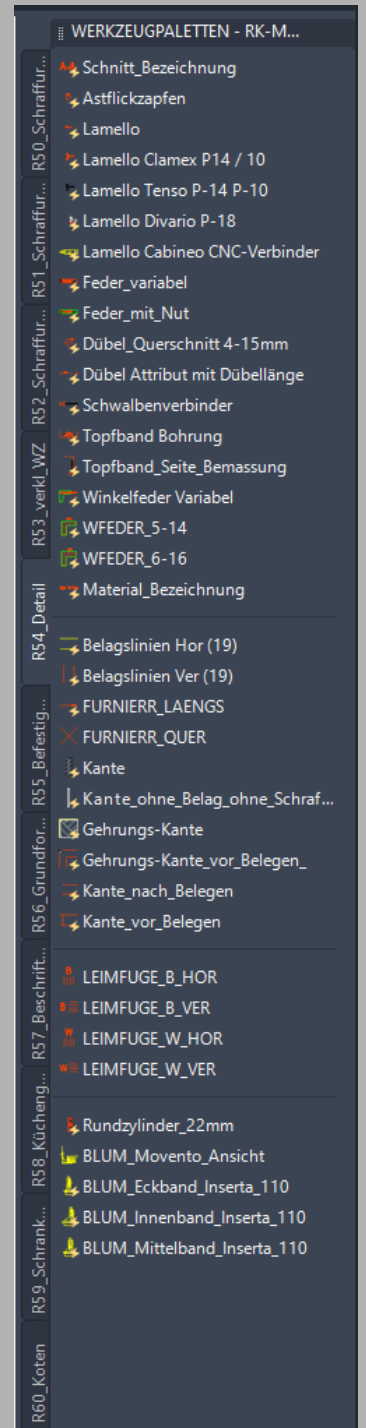 WERKZEUGPALETTEN - RK-M...
Schnitt_Bezeichnung
Astflickzapfen
Lamello
Lamello Clamex P14 / 10
Lamello Tenso P-14 P-10
Lamello Divario P-18
Lamello Cabineo CNC-Verbinder
Feder_variabel
Feder_mit_Nut
Dübel_Querschnitt 4-15mm
Dübel Attribut mit Dübellänge
Schwalbenverbinder
Topfband Bohrung
Topfband_Seite_Bemassung
Winkelfeder Variabel
WFEDER_5-14
WFEDER_6-16
Material_Bezeichnung
Belagslinien Hor (19)
Belagslinien Ver (19)
FURNIERR_LAENGS
FURNIERR_QUER
Kante
Kante_ohne_Belag_ohne_Schraf...
Gehrungs-Kante
Gehrungs-Kante_vor_Belegen_
Kante_nach_Belegen
Kante_vor_Belegen
LEIMFUGE_B_HOR
LEIMFUGE_B_VER
LEIMFUGE_W_HOR
LEIMFUGE_W_VER
Rundzylinder_22mm
BLUM_Movento_Ansicht
BLUM_Eckband_Inserta_110
BLUM_Innenband_Inserta_110
BLUM_Mittelband_Inserta_110
R50_Schraffur...
R51_Schraffur...
R52_Schraffur...
R53_verkl_WZ
R54_Detail
R55_Befestig...
R56_Grundfor...
R57_Beschrift...
R58_Kücheng...
R59_Schrank...
R60_Koten